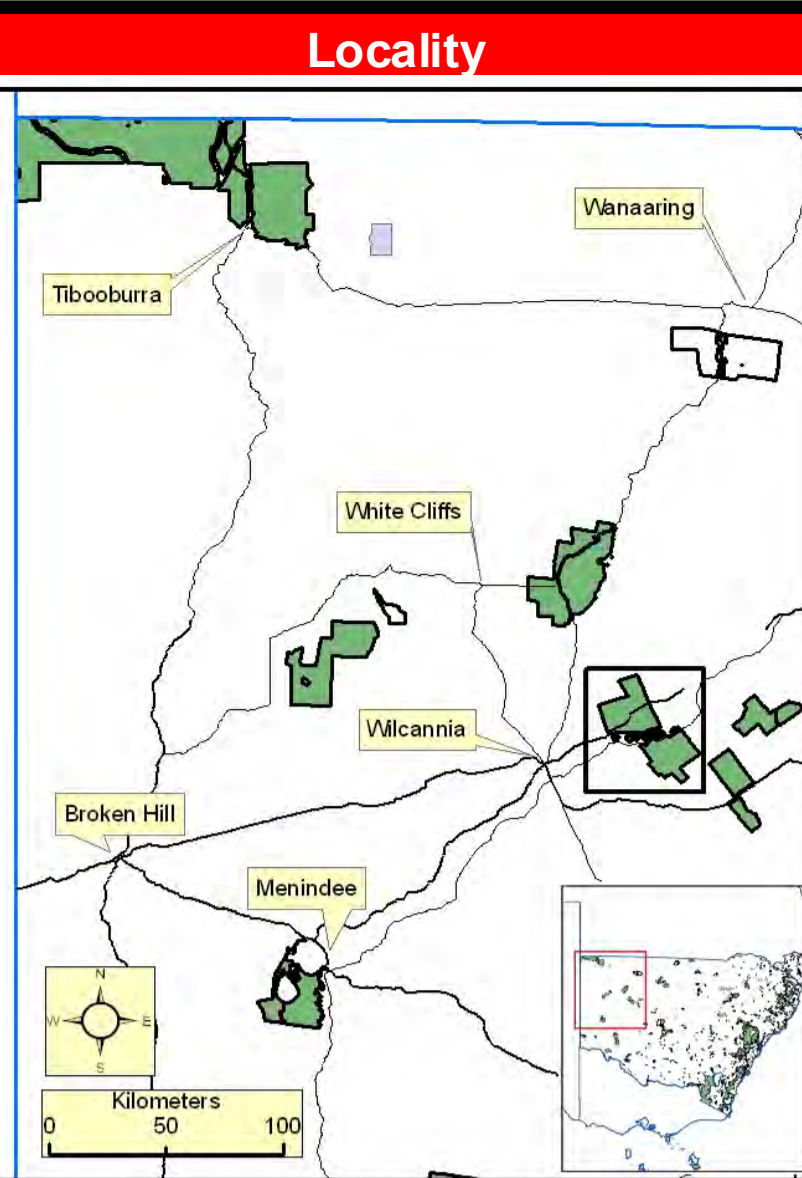 Locality
Wanaaring
Tibooburra
White Cliffs
Wilcannia
Broken Hill
Menindee
N
W E
S
Kilometers
0 50 100